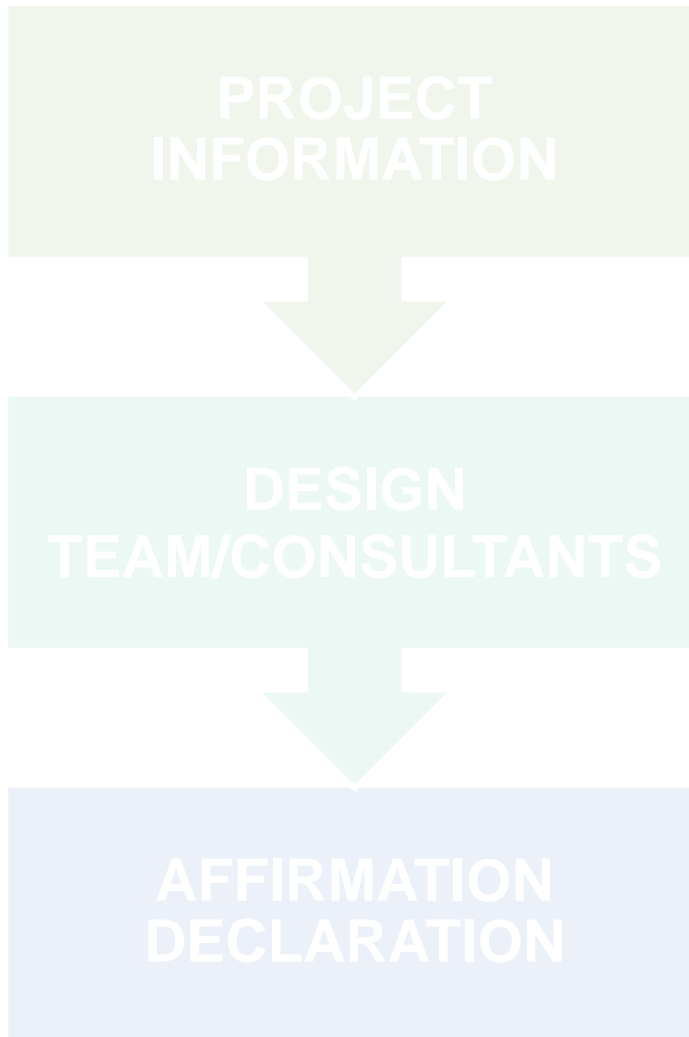 PROJECT
INFORMATION
DESIGN
TEAM/CONSULTANTS
AFFIRMATION
DECLARATION